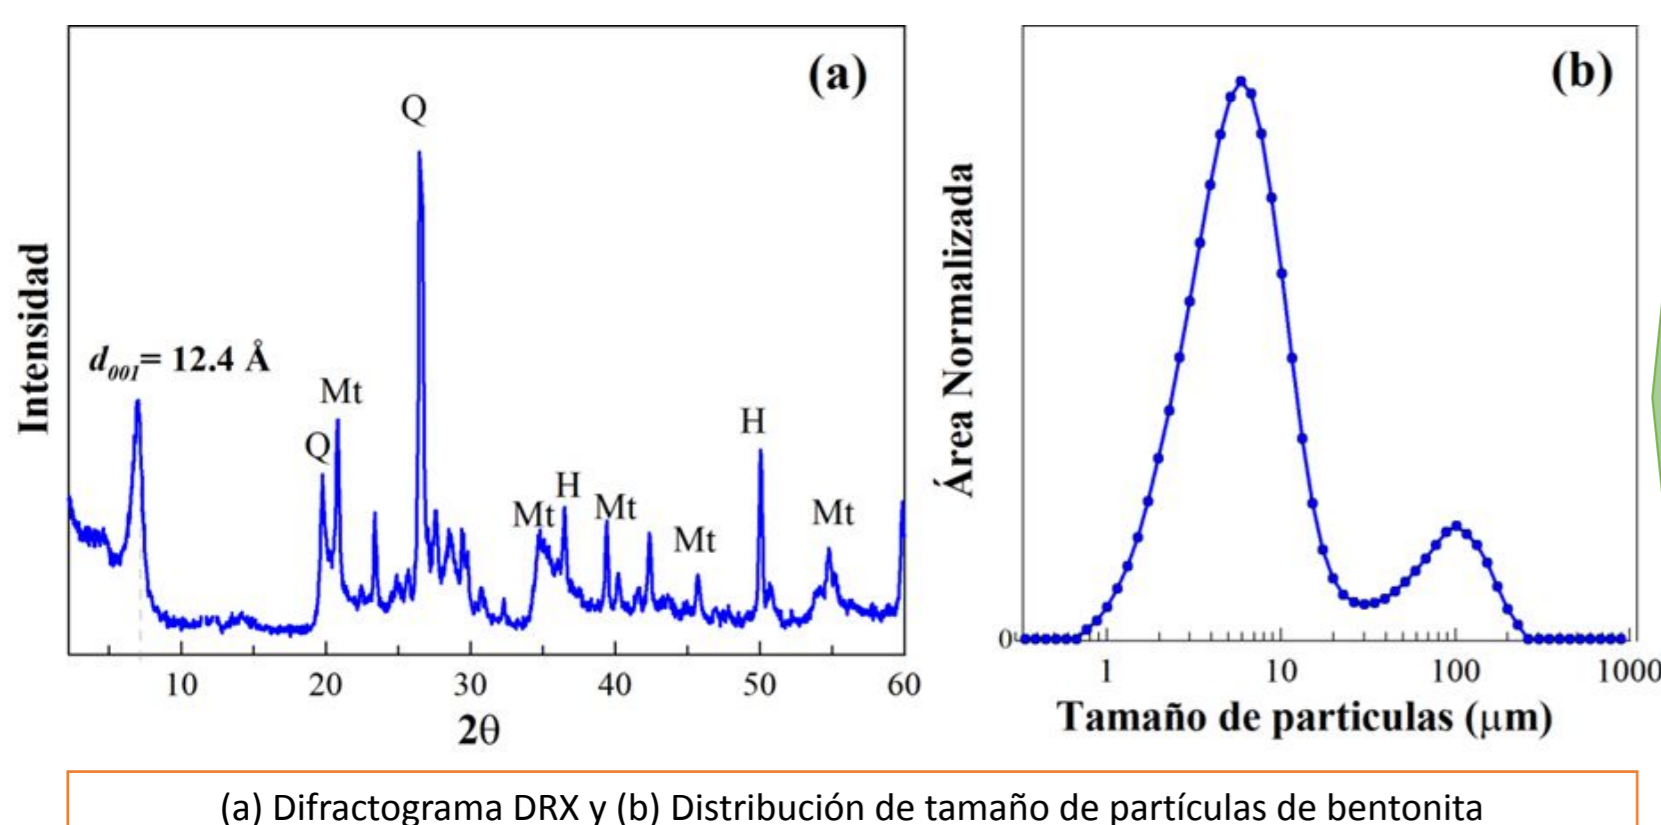 (a)
Q
d001= 12.4 Å
Mt
Q
H
H
Mt
Mt
Mt
Mt
Intensidad
10 20 30 40 50 60
2θ
(b)
Área Normalizada
0
1 10 100 1000
Tamaño de particulas (μm)
(a) Difractograma DRX y (b) Distribución de tamaño de partículas de bentonita